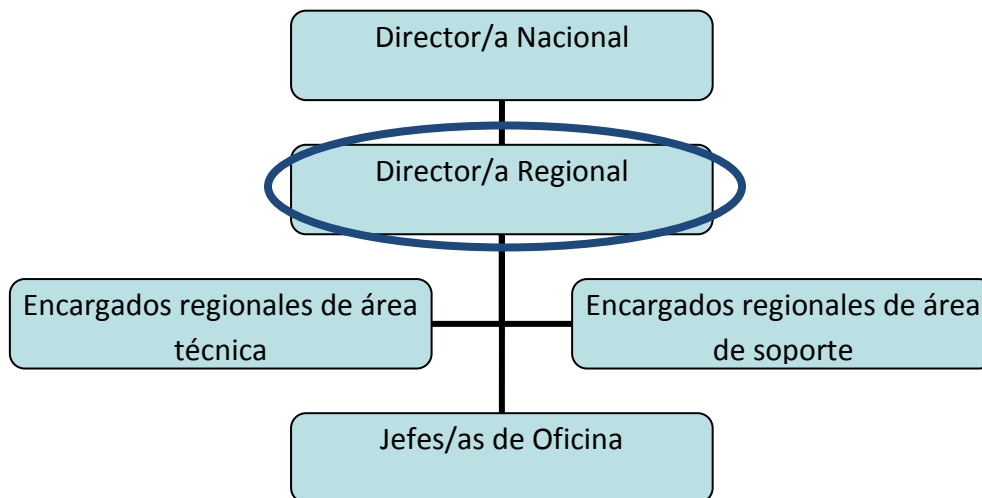 Director/a Nacional
Director/a Regional
Encargados regionales de área
técnica
Encargados regionales de área
de soporte
Jefes/as de Oficina